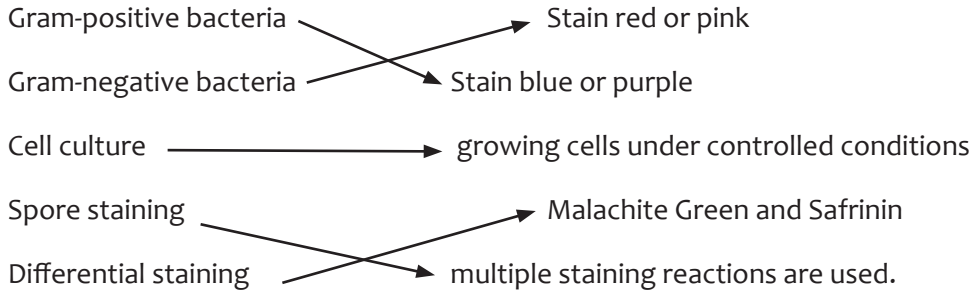 Gram-positive bacteria Stain red or pink
Gram-negative bacteria Stain blue or purple
Cell culture growing cells under controlled conditions
Spore staining Malachite Green and Safrinin
Differential staining multiple staining reactions are used.